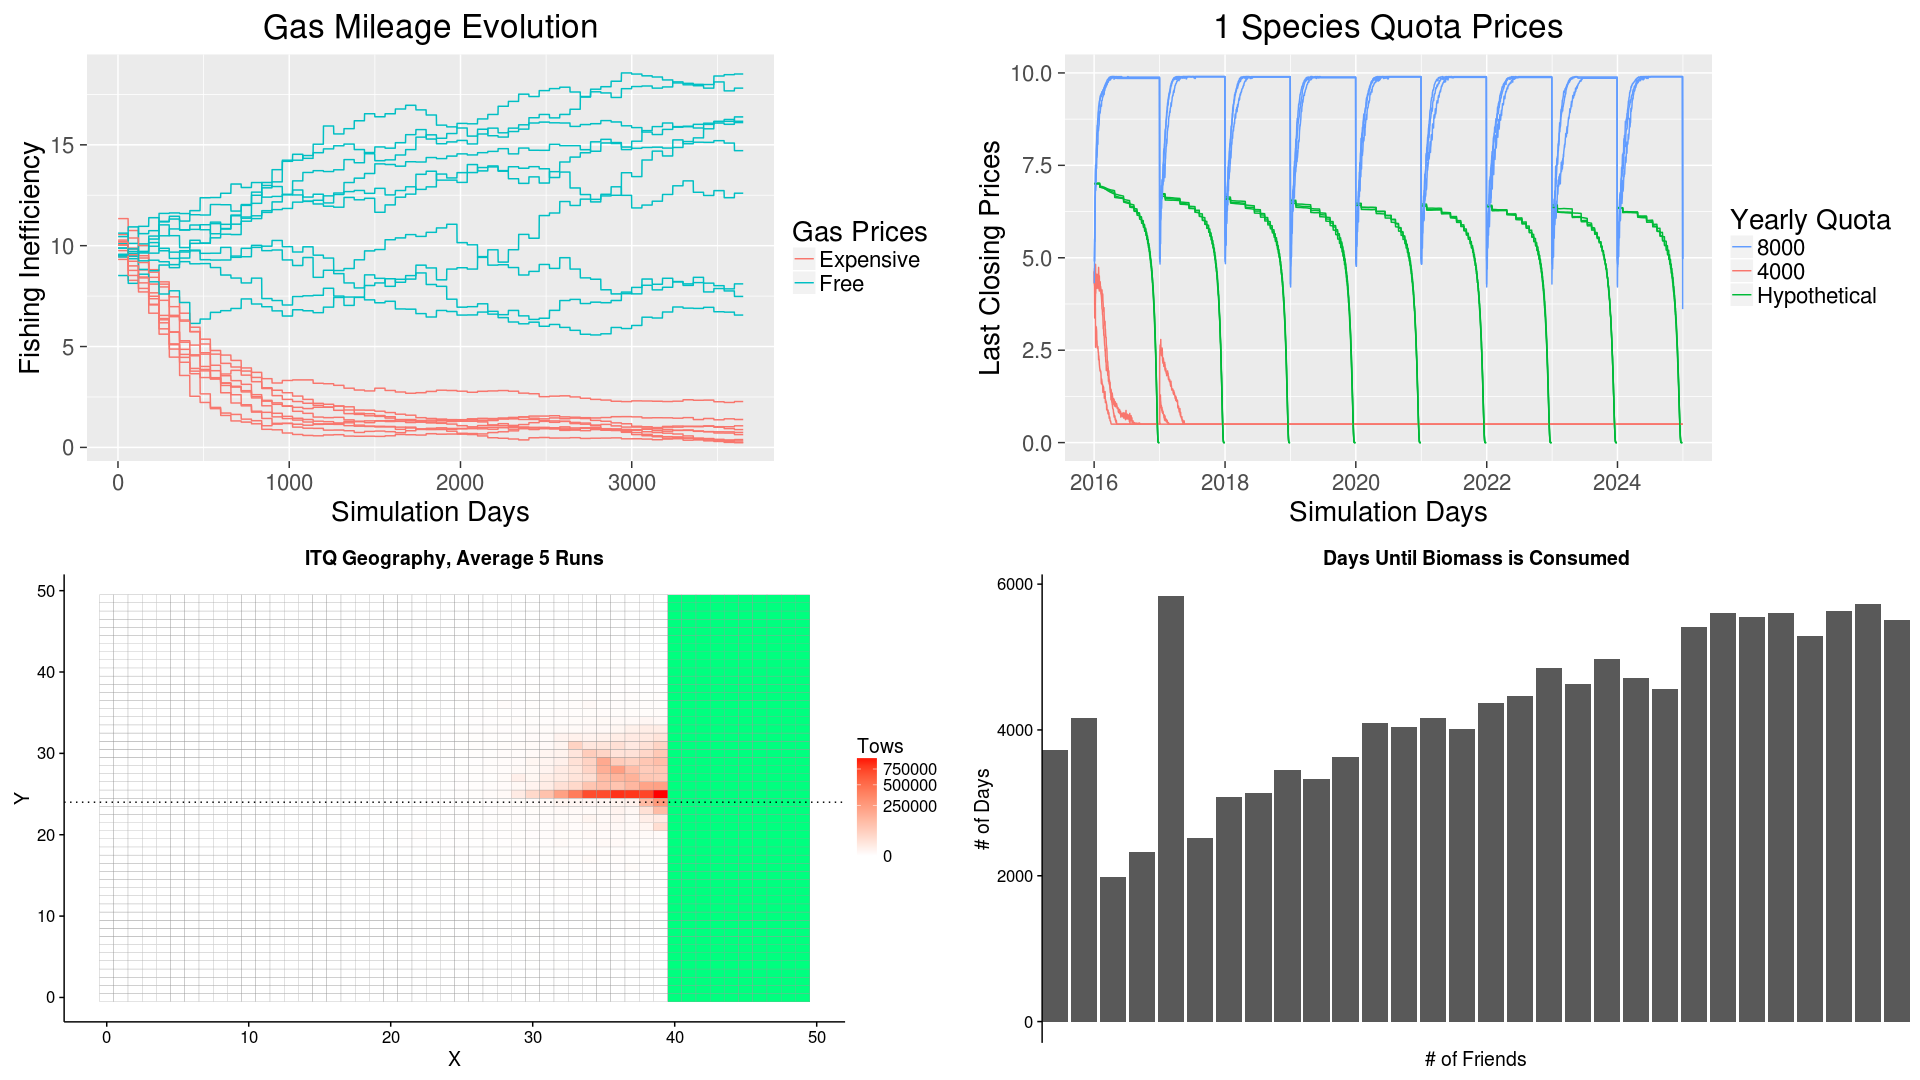 Gas Mileage Evolution
Fishing Inefficiency
15
10
5
0
0 1000 2000 3000
Simulation Days
Gas Prices
Expensive
Free
1 Species Quota Prices
Last Closing Prices
10.0
7.5
5.0
2.5
0.0
2016 2018 2020 2022 2024
Simulation Days
Yearly Quota
8000
4000
Hypothetical
ITQ Geography, Average 5 Runs
Y
50
40
30
20
10
0
0 10 20 30 40 50
X
Tows
750000
500000
250000
0
Days Until Biomass is Consumed
# of Days
6000
4000
2000
0
# of Friends